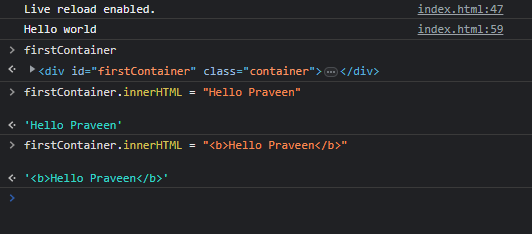 Live reload enabled. index.html:47
Hello world index.html:59
> firstContainer
<· ▶<div id="firstContainer" class="container">…</div>
> firstContainer.innerHTML = "Hello Praveen"
<· 'Hello Praveen'
> firstContainer.innerHTML = "<b>Hello Praveen</b>"
<· '<b>Hello Praveen</b>'
>